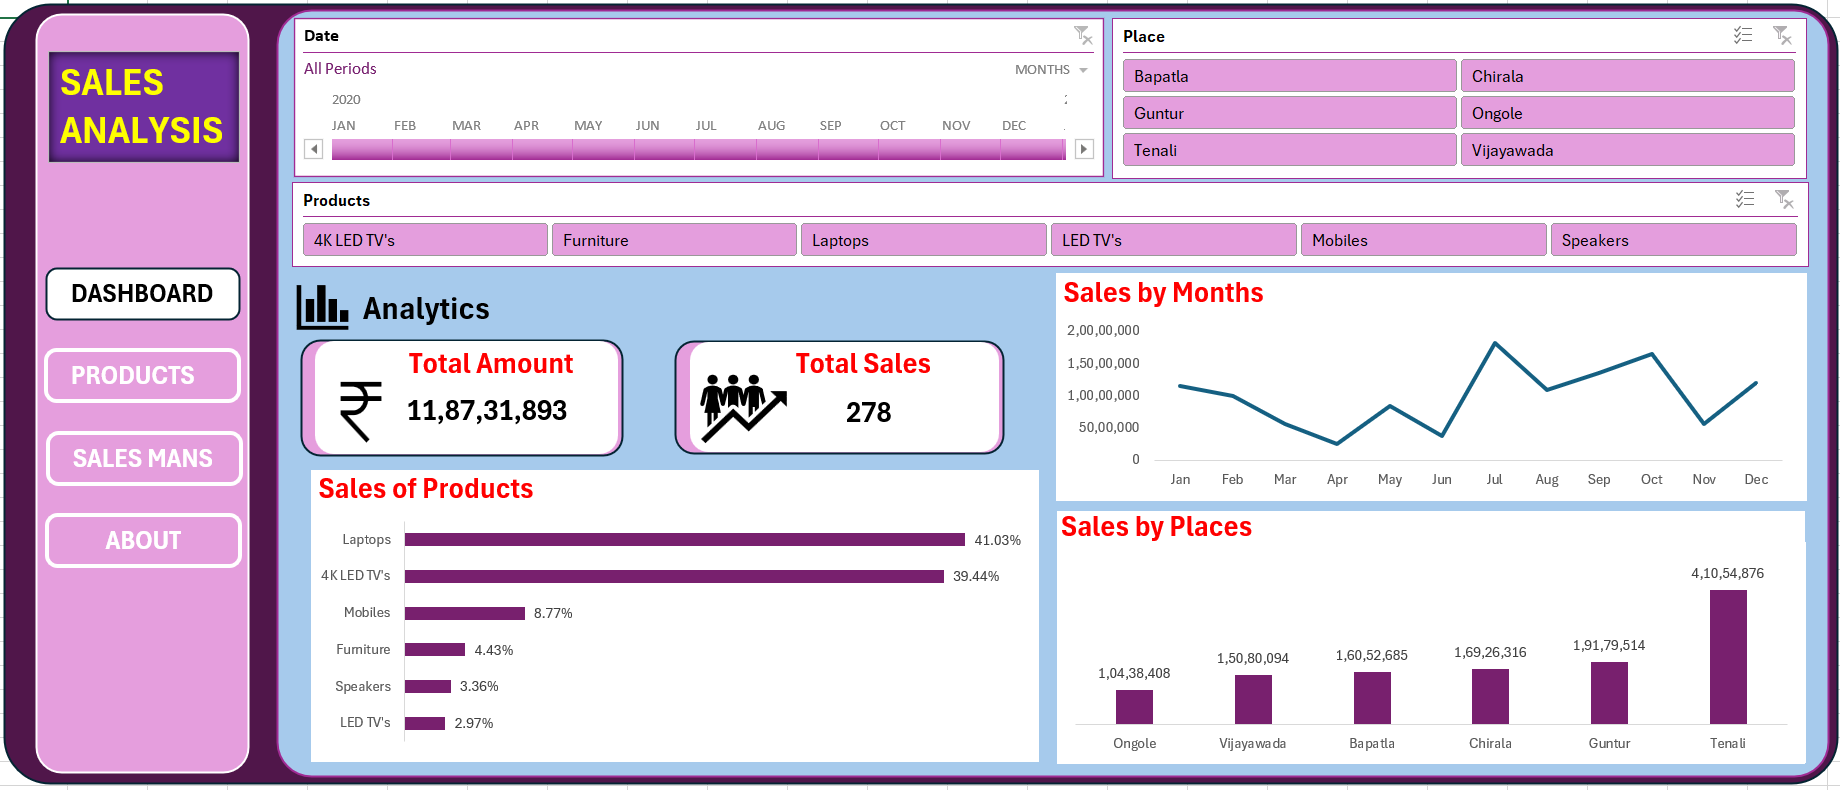 SALES
ANALYSIS
DASHBOARD
PRODUCTS
SALES MANS
ABOUT
Date
All Periods
MONTHS
2020
JAN FEB MAR APR MAY JUN JUL AUG SEP OCT NOV DEC
Place
Bapatla Chirala
Guntur Ongole
Tenali Vijayawada
Products
4K LED TV's Furniture Laptops LED TV's Mobiles Speakers
Analytics
Total Amount
₹ 11,87,31,893
Total Sales
278
Sales of Products
Laptops 41.03%
4K LED TV's 39.44%
Mobiles 8.77%
Furniture 4.43%
Speakers 3.36%
LED TV's 2.97%
Sales by Months
2,00,00,000
1,50,00,000
1,00,00,000
50,00,000
0
Jan Feb Mar Apr May Jun Jul Aug Sep Oct Nov Dec
Sales by Places
1,04,38,408 1,50,80,094 1,60,52,685 1,69,26,316 1,91,79,514 4,10,54,876
Ongole Vijayawada Bapatla Chirala Guntur Tenali